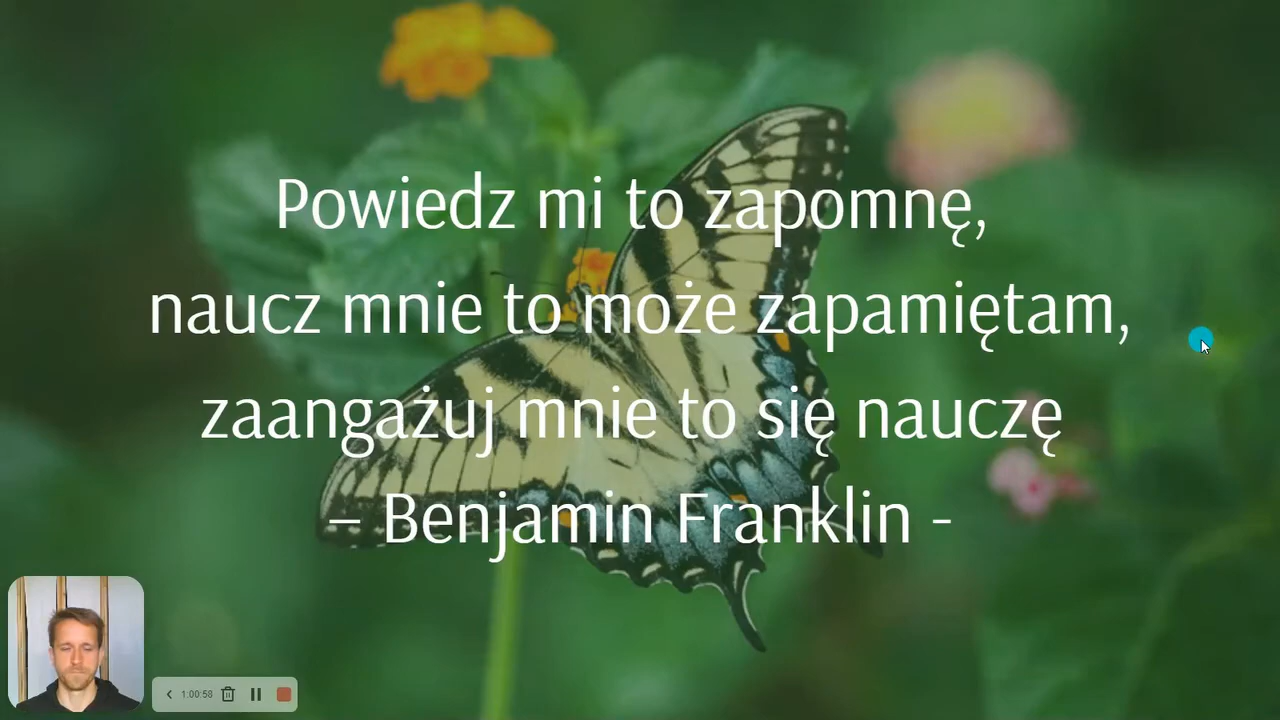 Powiedz mi to zapomnę,
naucz mnie to może zapamiętam,
zaangażuj mnie to się nauczę
– Benjamin Franklin -
1:00:58